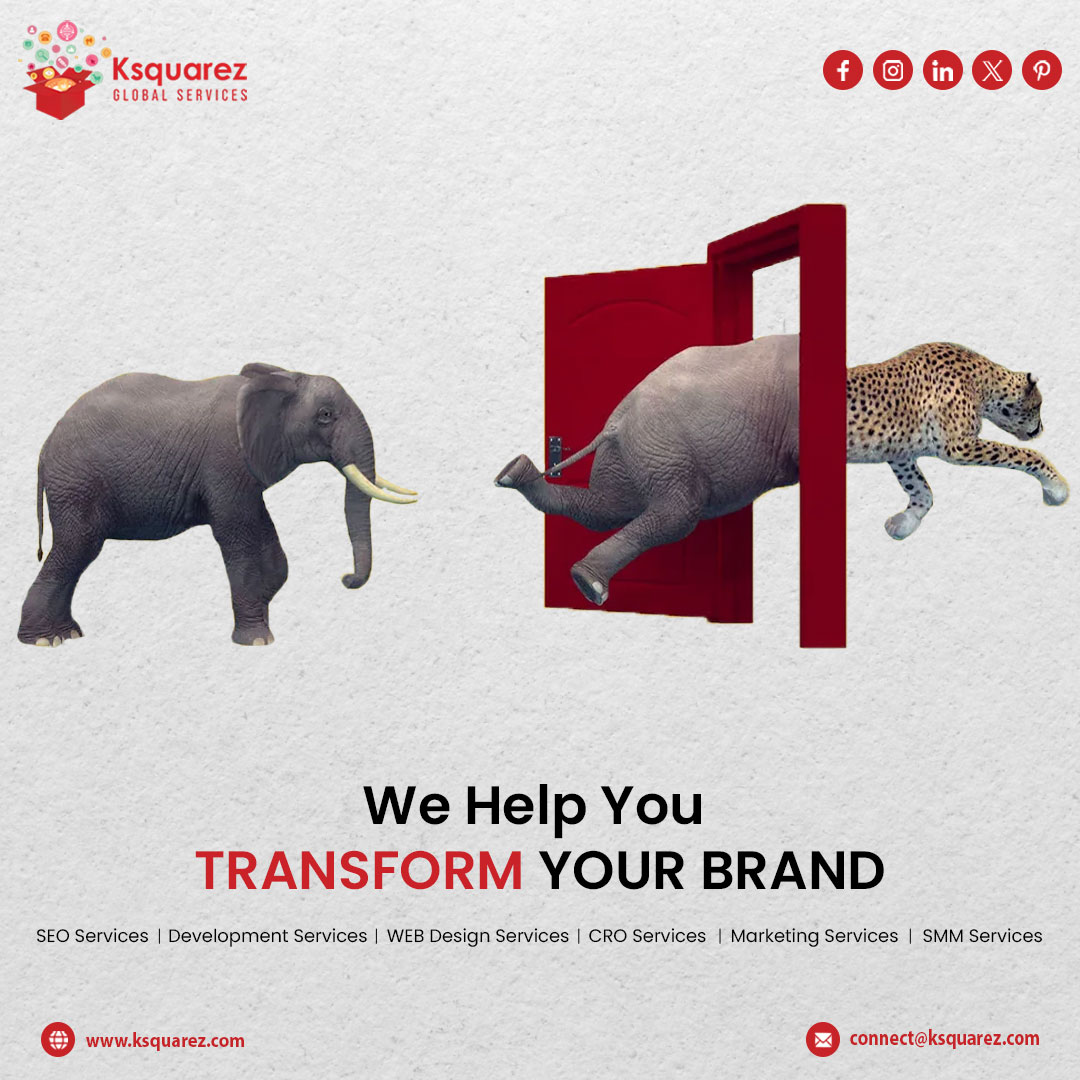 Ksquarez
GLOBAL SERVICES
We Help You
TRANSFORM YOUR BRAND
SEO Services | Development Services | WEB Design Services | CRO Services | Marketing Services | SMM Services
www.ksquarez.com
connect@ksquarez.com